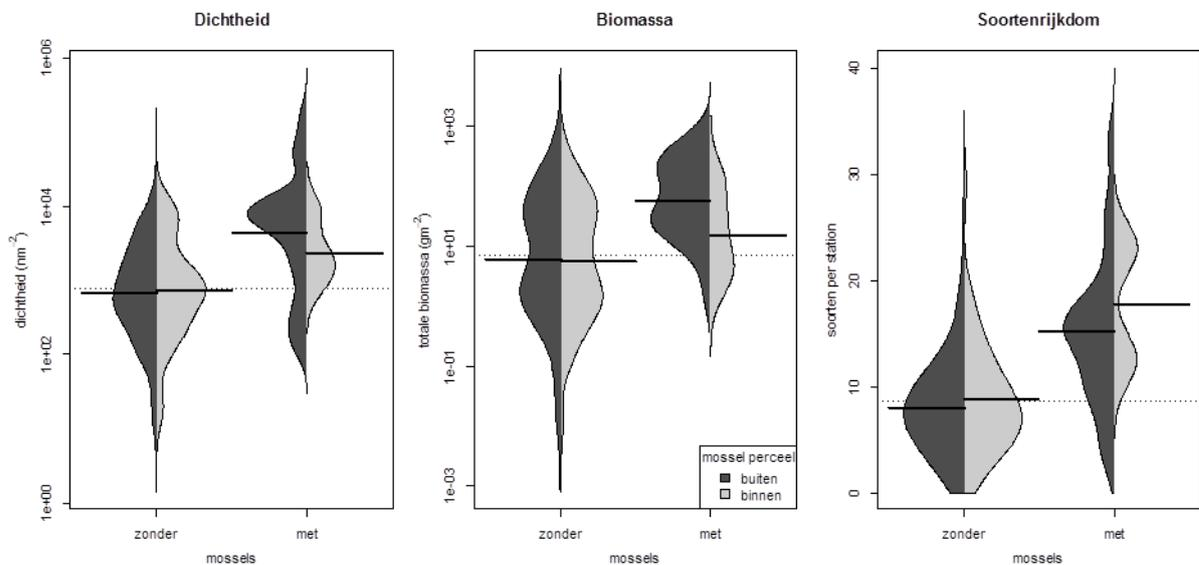 Dichtheid
dichtheid (nm⁻²)
1e+06
1e+04
1e+02
1e+00
zonder
met
mossels
Biomassa
totale biomassa (gm⁻²)
1e+03
1e+01
1e-01
1e-03
mossel perceel
buiten
binnen
zonder
met
mossels
Soortenrijkdom
soorten per station
40
30
20
10
0
zonder
met
mossels